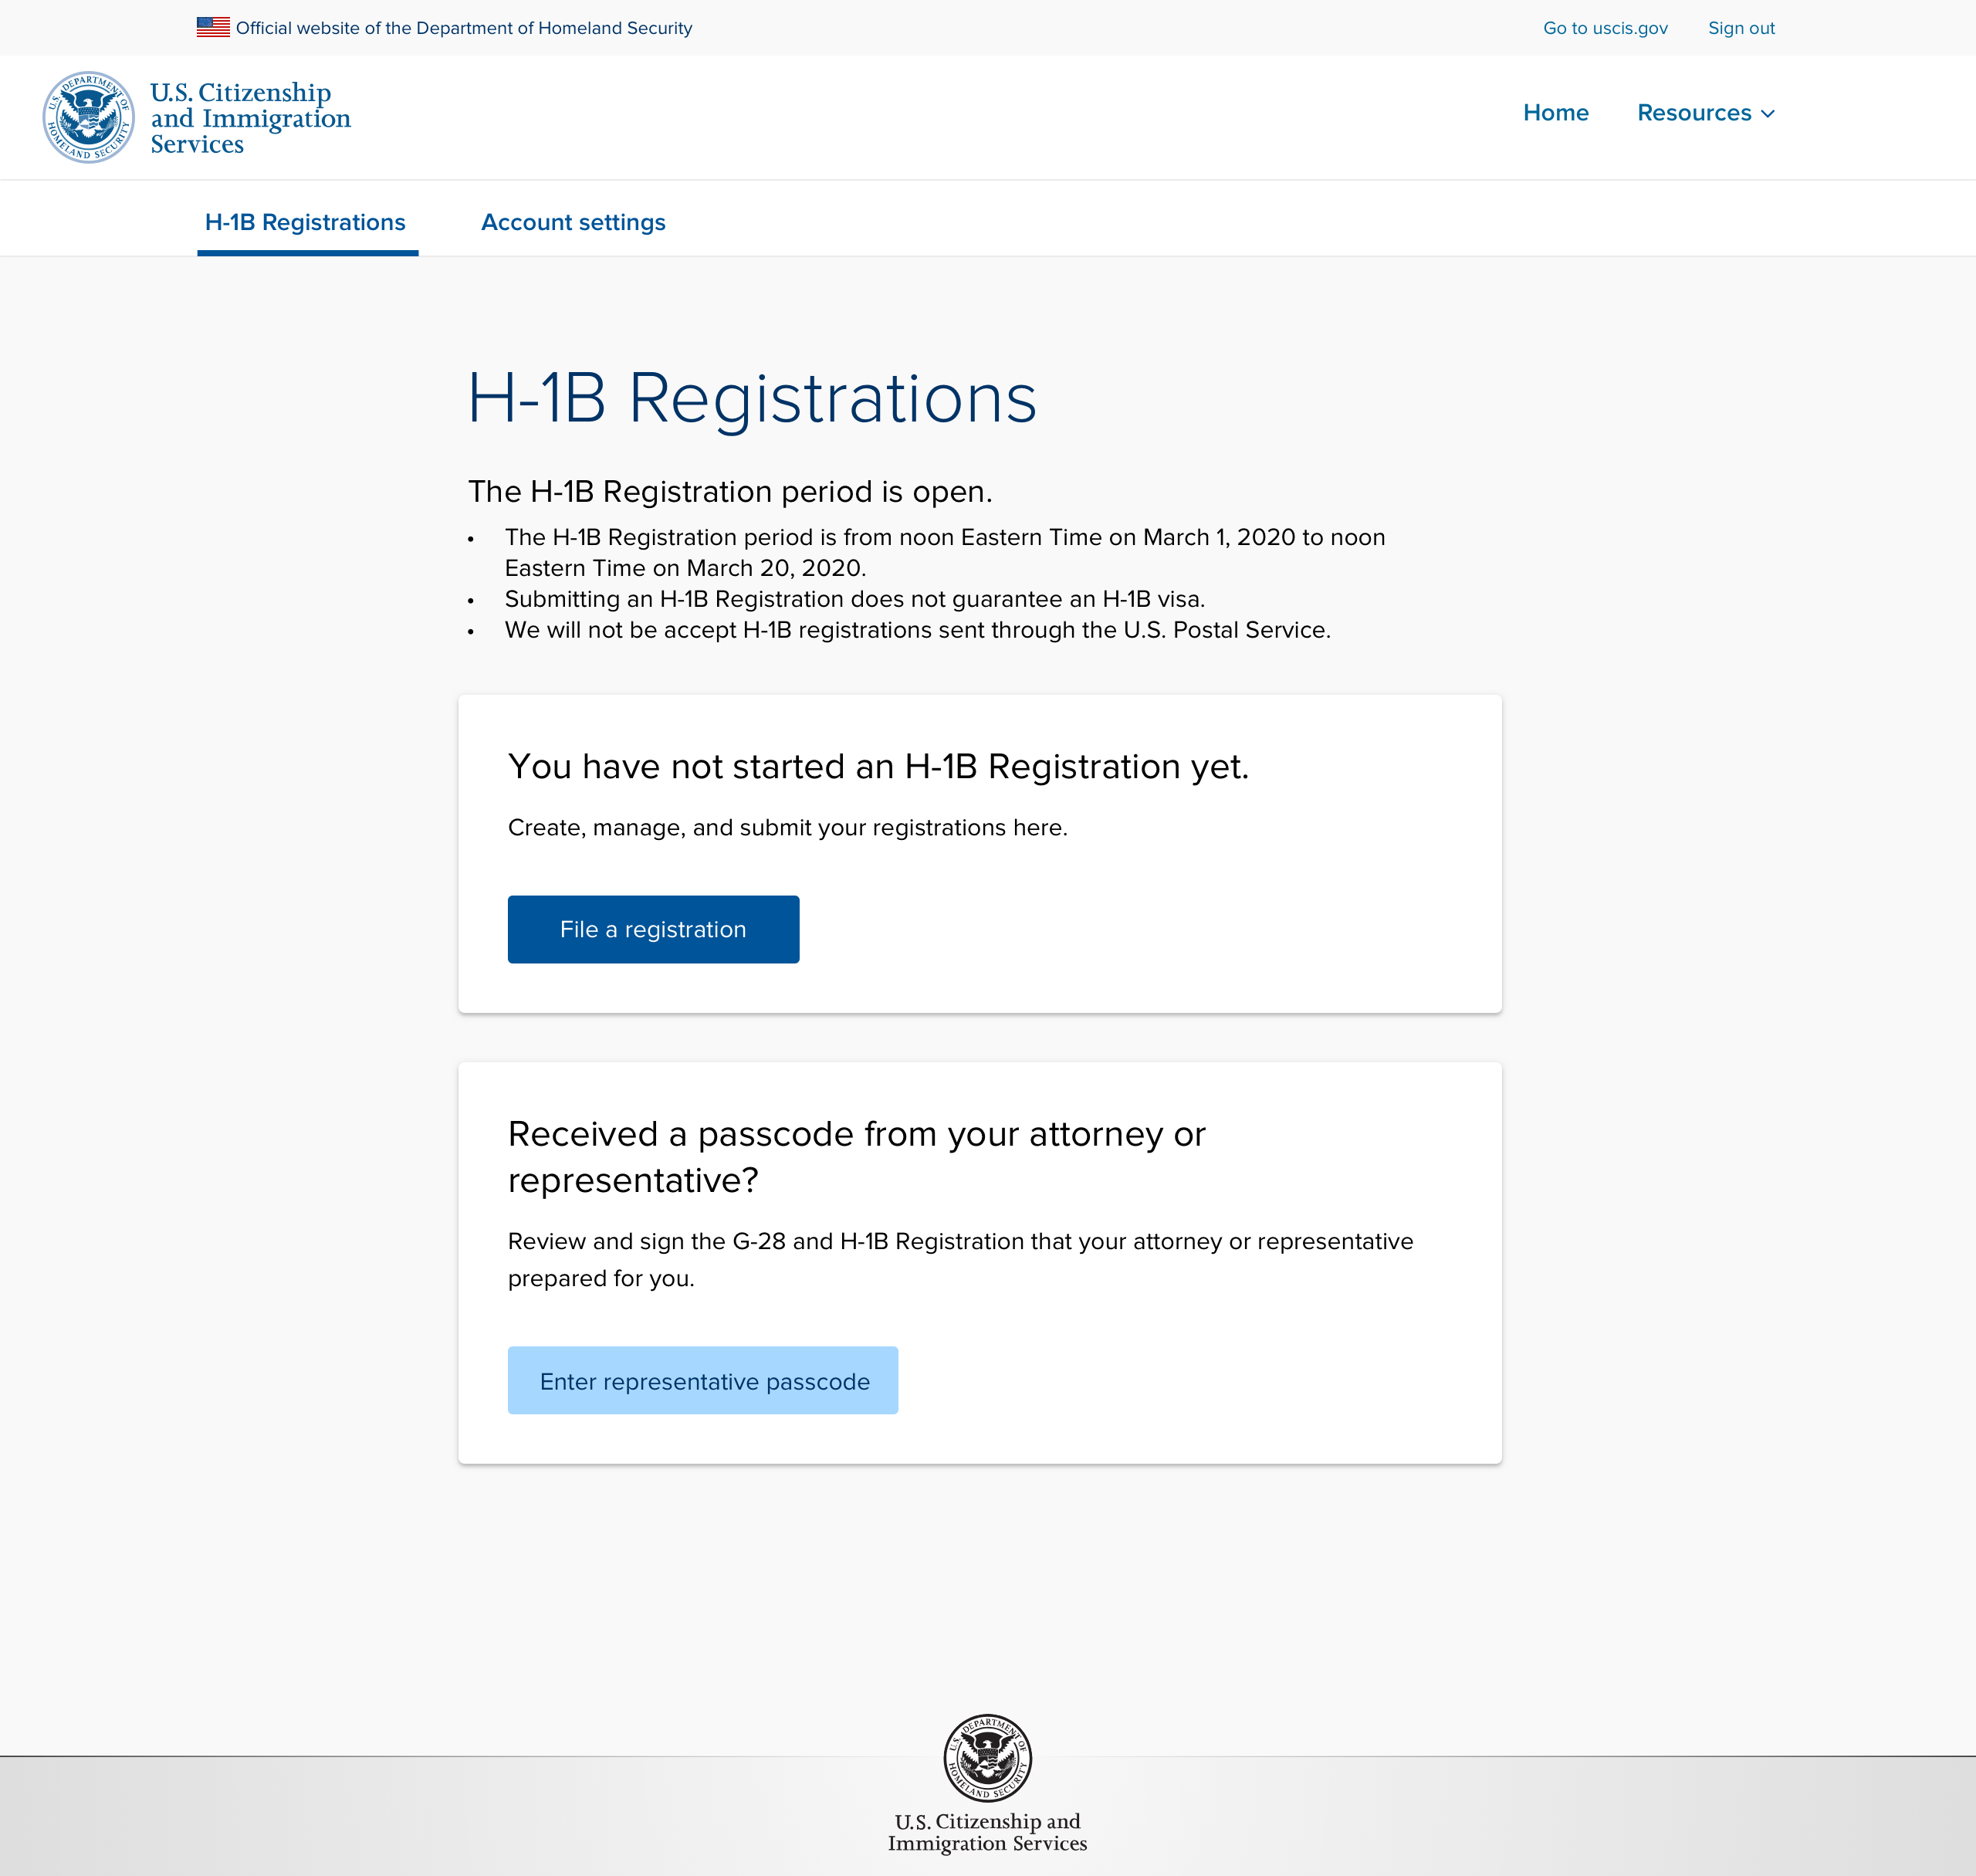 Official website of the Department of Homeland Security
Go to uscis.gov
Sign out
U.S. DEPARTMENT OF HOMELAND SECURITY
U.S. Citizenship
and Immigration
Services
Home
Resources
H-1B Registrations
Account settings
H-1B Registrations
The H-1B Registration period is open.
• The H-1B Registration period is from noon Eastern Time on March 1, 2020 to noon
Eastern Time on March 20, 2020.
• Submitting an H-1B Registration does not guarantee an H-1B visa.
• We will not be accept H-1B registrations sent through the U.S. Postal Service.
You have not started an H-1B Registration yet.
Create, manage, and submit your registrations here.
File a registration
Received a passcode from your attorney or
representative?
Review and sign the G-28 and H-1B Registration that your attorney or representative
prepared for you.
Enter representative passcode
U.S. DEPARTMENT OF HOMELAND SECURITY
U.S. Citizenship and
Immigration Services